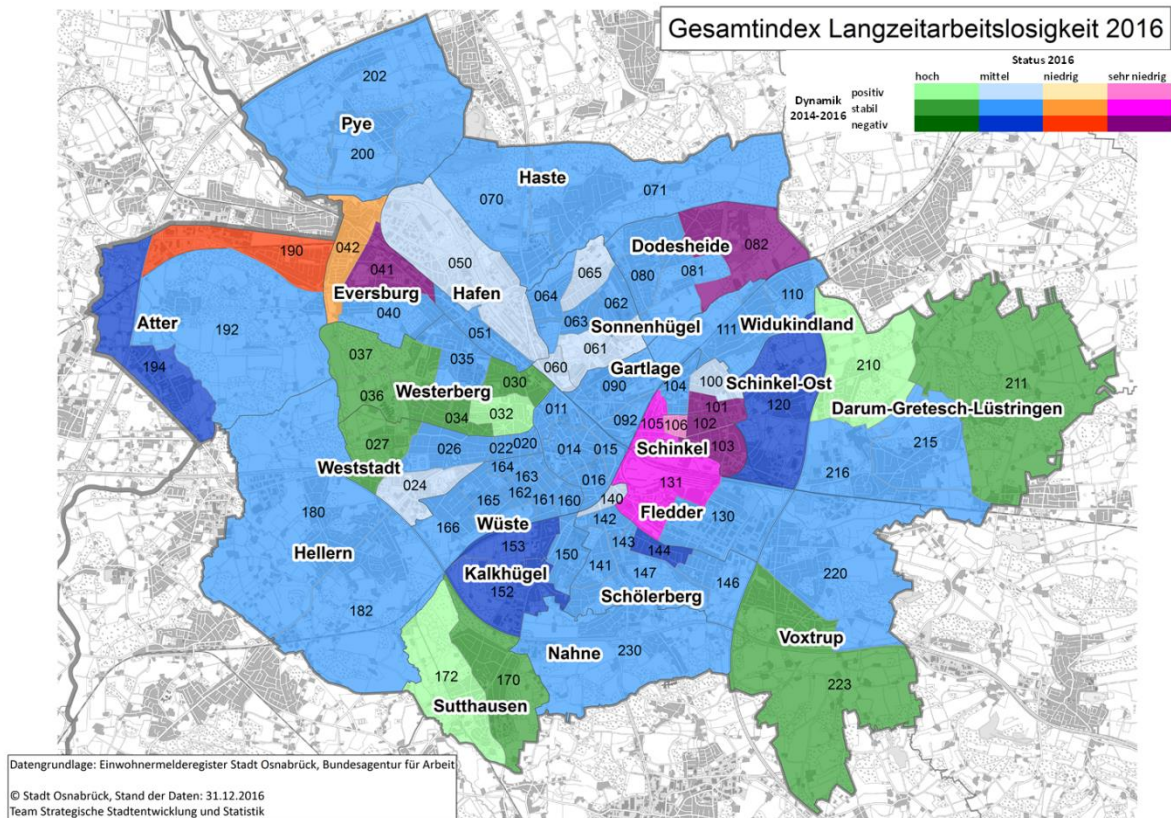 Gesamtindex Langzeitarbeitslosigkeit 2016
Status 2016
hoch mittel niedrig sehr niedrig
Dynamik
2014-2016
positiv
stabil
negativ
202
Pye
200
Haste
071
070
190
042
Dodesheide
082
041
050
065
080
081
Eversburg
Hafen
064
062
110
Atter
192
040
063
Sonnenhügel
Widukindland
051
111
194
037
035
061
060
Gartlage
210
Westerberg
030
090
104
100
Schinkel-Ost
211
036
034
032
011
101
120
Darum-Gretesch-Lüstringen
092
105
106
102
027
026
022
020
014
015
Schinkel
103
215
Weststadt
164
163
016
131
216
024
162
165
161
160
140
180
166
Wüste
142
Fledder
130
Hellern
153
150
143
144
Kalkhügel
141
147
146
220
152
Schölerberg
182
Voxtrup
Nahne
230
172
170
223
Sutthausen
Datengrundlage: Einwohnermelderegister Stadt Osnabrück, Bundesagentur für Arbeit
© Stadt Osnabrück, Stand der Daten: 31.12.2016
Team Strategische Stadtentwicklung und Statistik